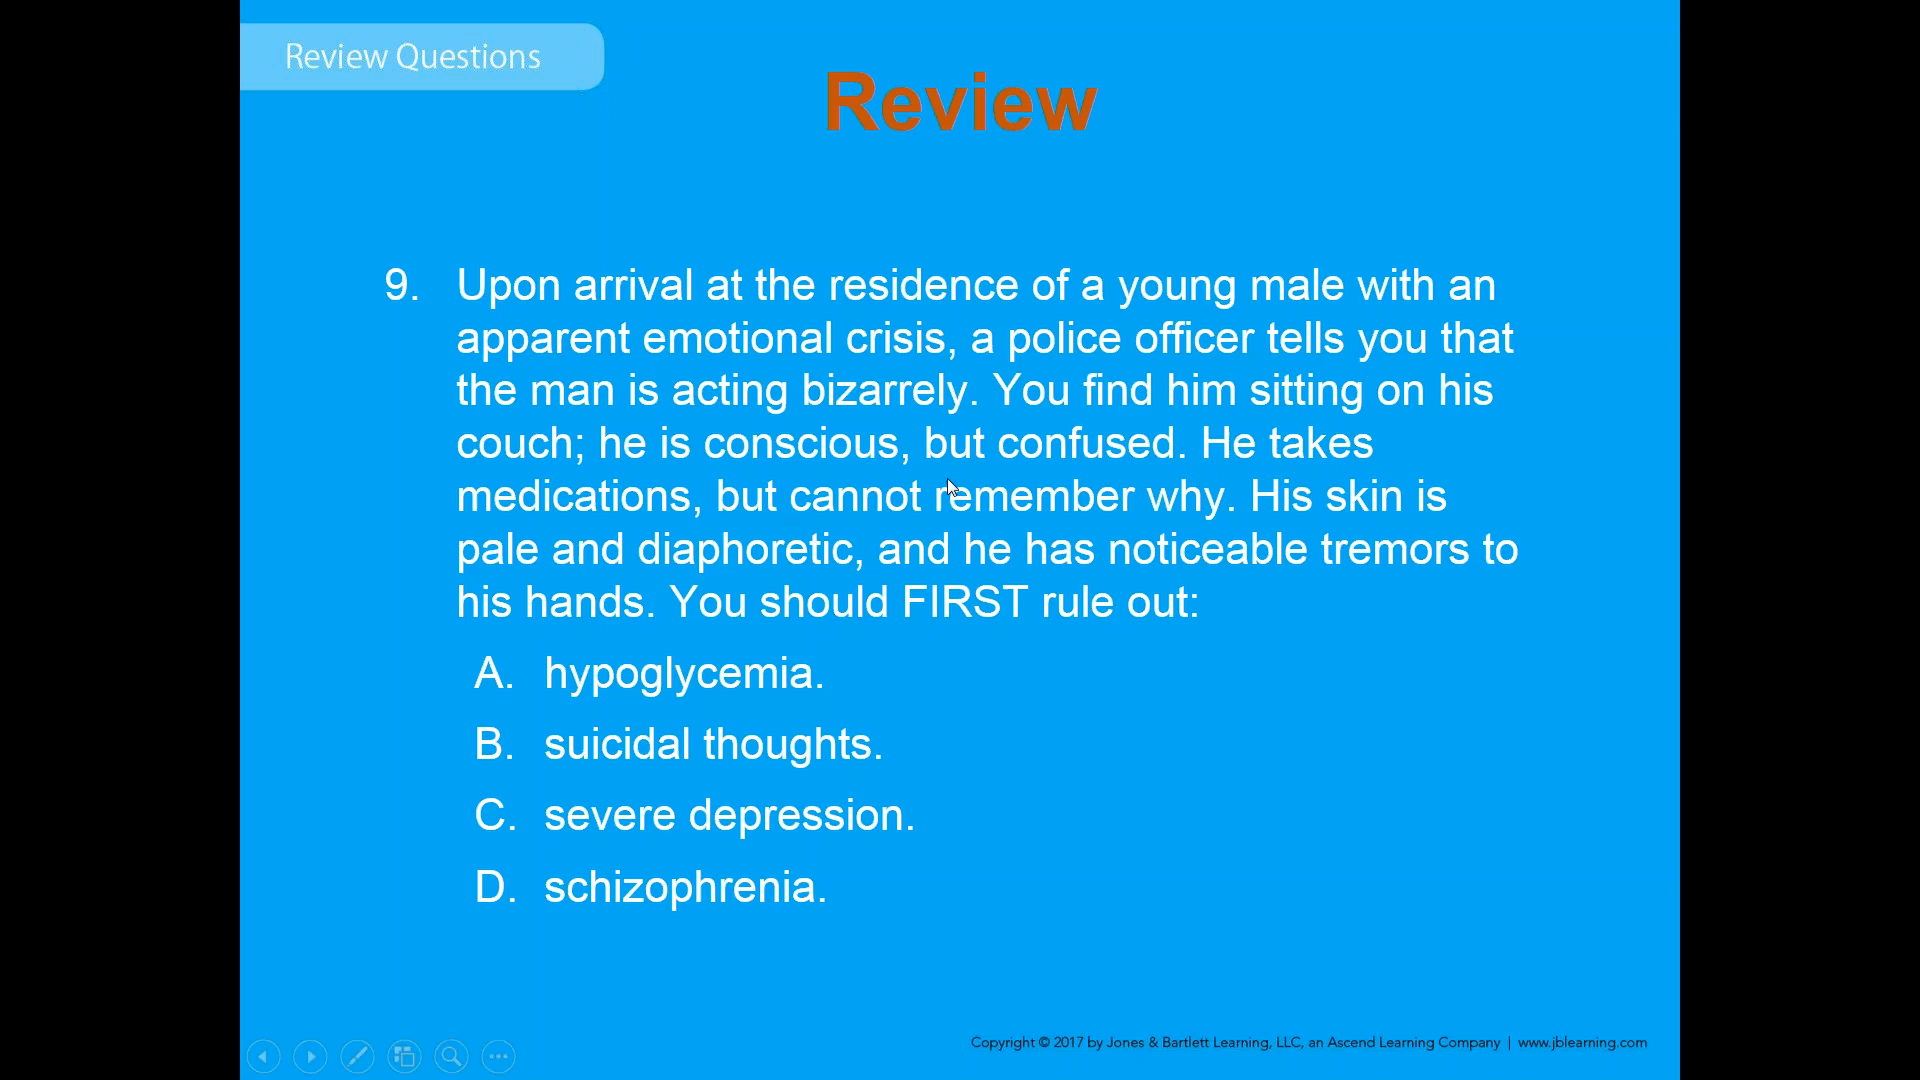 Review Questions
Review
9. Upon arrival at the residence of a young male with an
apparent emotional crisis, a police officer tells you that
the man is acting bizarrely. You find him sitting on his
couch; he is conscious, but confused. He takes
medications, but cannot remember why. His skin is
pale and diaphoretic, and he has noticeable tremors to
his hands. You should FIRST rule out:
A. hypoglycemia.
B. suicidal thoughts.
C. severe depression.
D. schizophrenia.
Copyright © 2017 by Jones & Bartlett Learning, LLC, an Ascend Learning Company | www.jblearning.com